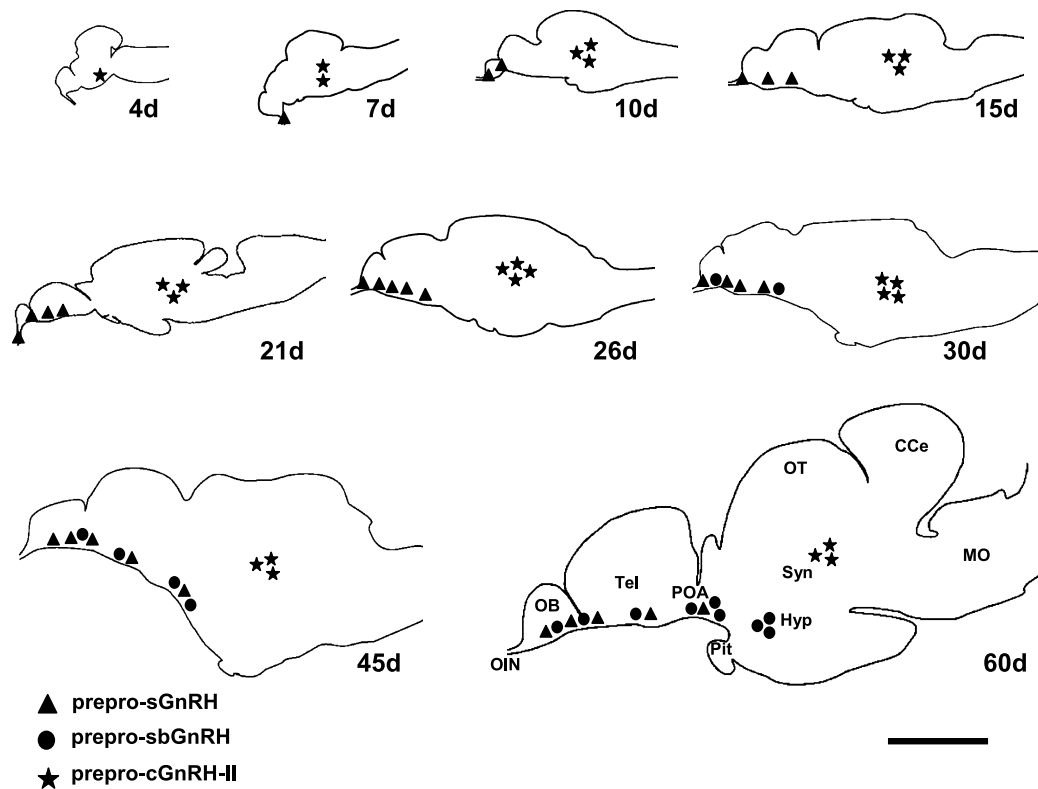 4d
7d
10d
15d
21d
26d
30d
CCe
OT
MO
Syn
Tel
POA
OB
Hyp
Pit
OIN
45d
60d
prepro-sGnRH
prepro-sbGnRH
prepro-cGnRH-II